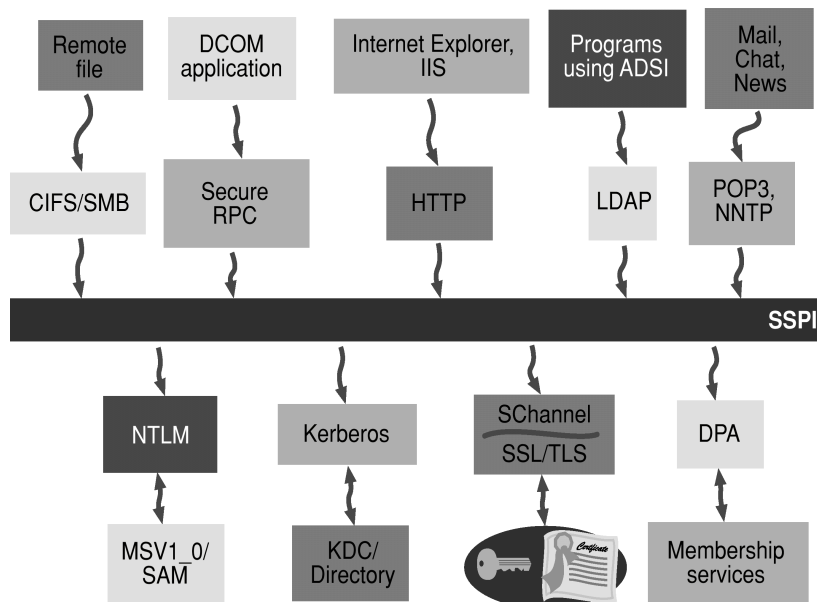 Remote
file
DCOM
application
Internet Explorer,
IIS
Programs
using ADSI
Mail,
Chat,
News
CIFS/SMB
Secure
RPC
HTTP
LDAP
POP3,
NNTP
SSPI
NTLM
Kerberos
SChannel
SSL/TLS
DPA
MSV1_0/
SAM
KDC/
Directory
Certificate
Membership
services